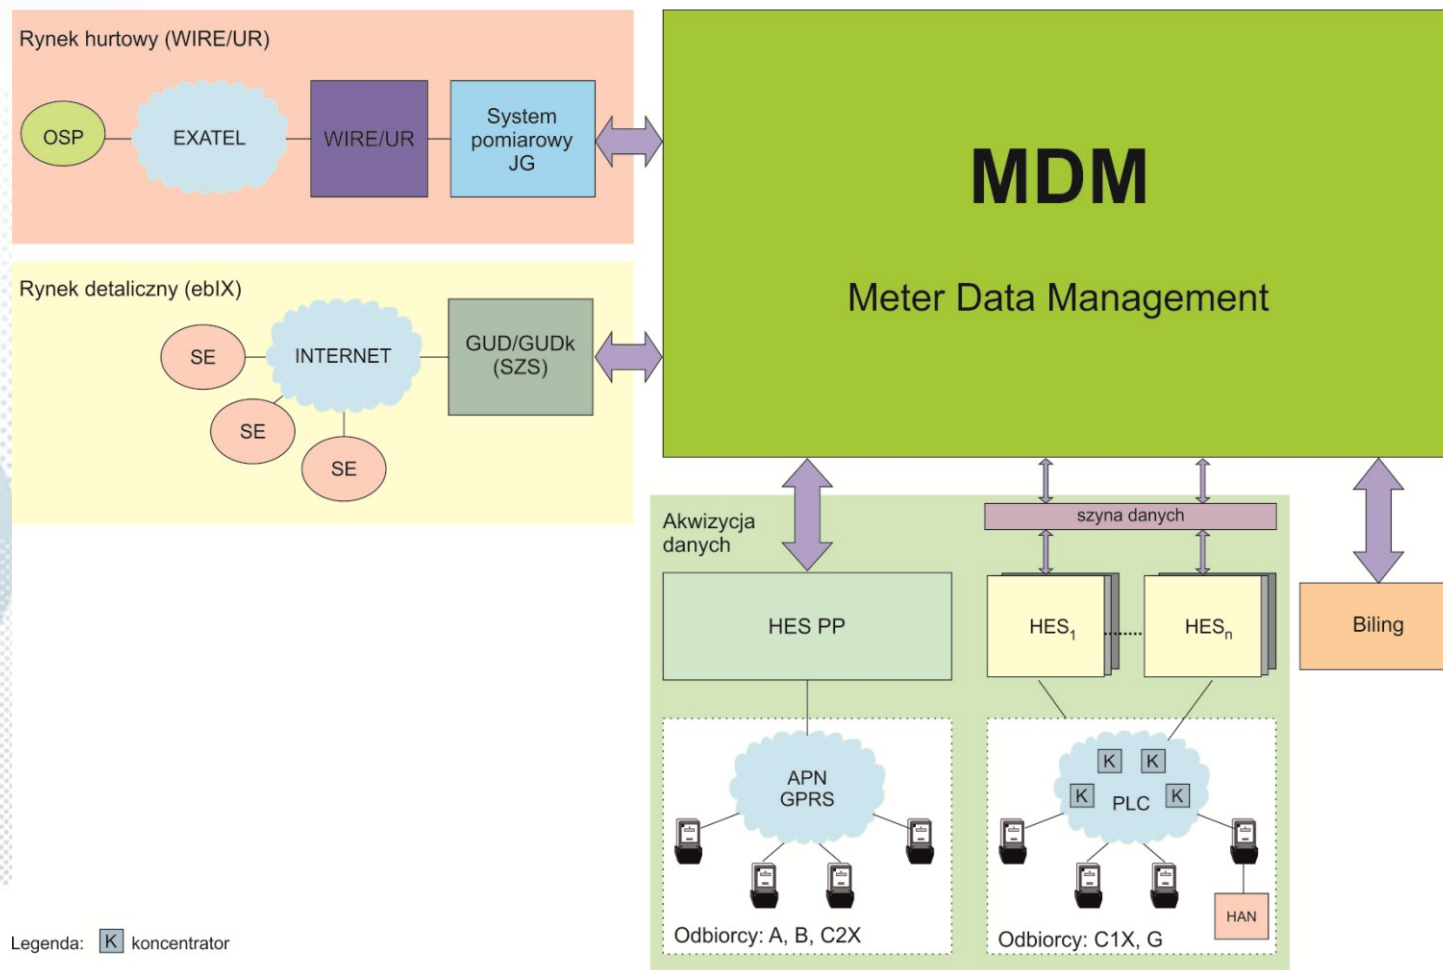 Rynek hurtowy (WIRE/UR)
OSP
EXATEL
WIRE/UR
System
pomiarowy
JG
MDM
Meter Data Management
Rynek detaliczny (ebIX)
SE
SE
SE
INTERNET
GUD/GUDk
(SZS)
Akwizycja
danych
szyna danych
HES PP
HES₁
HESₙ
Biling
APN
GPRS
K
K
K
K
PLC
HAN
Odbiorcy: A, B, C2X
Odbiorcy: C1X, G
Legenda: K koncentrator